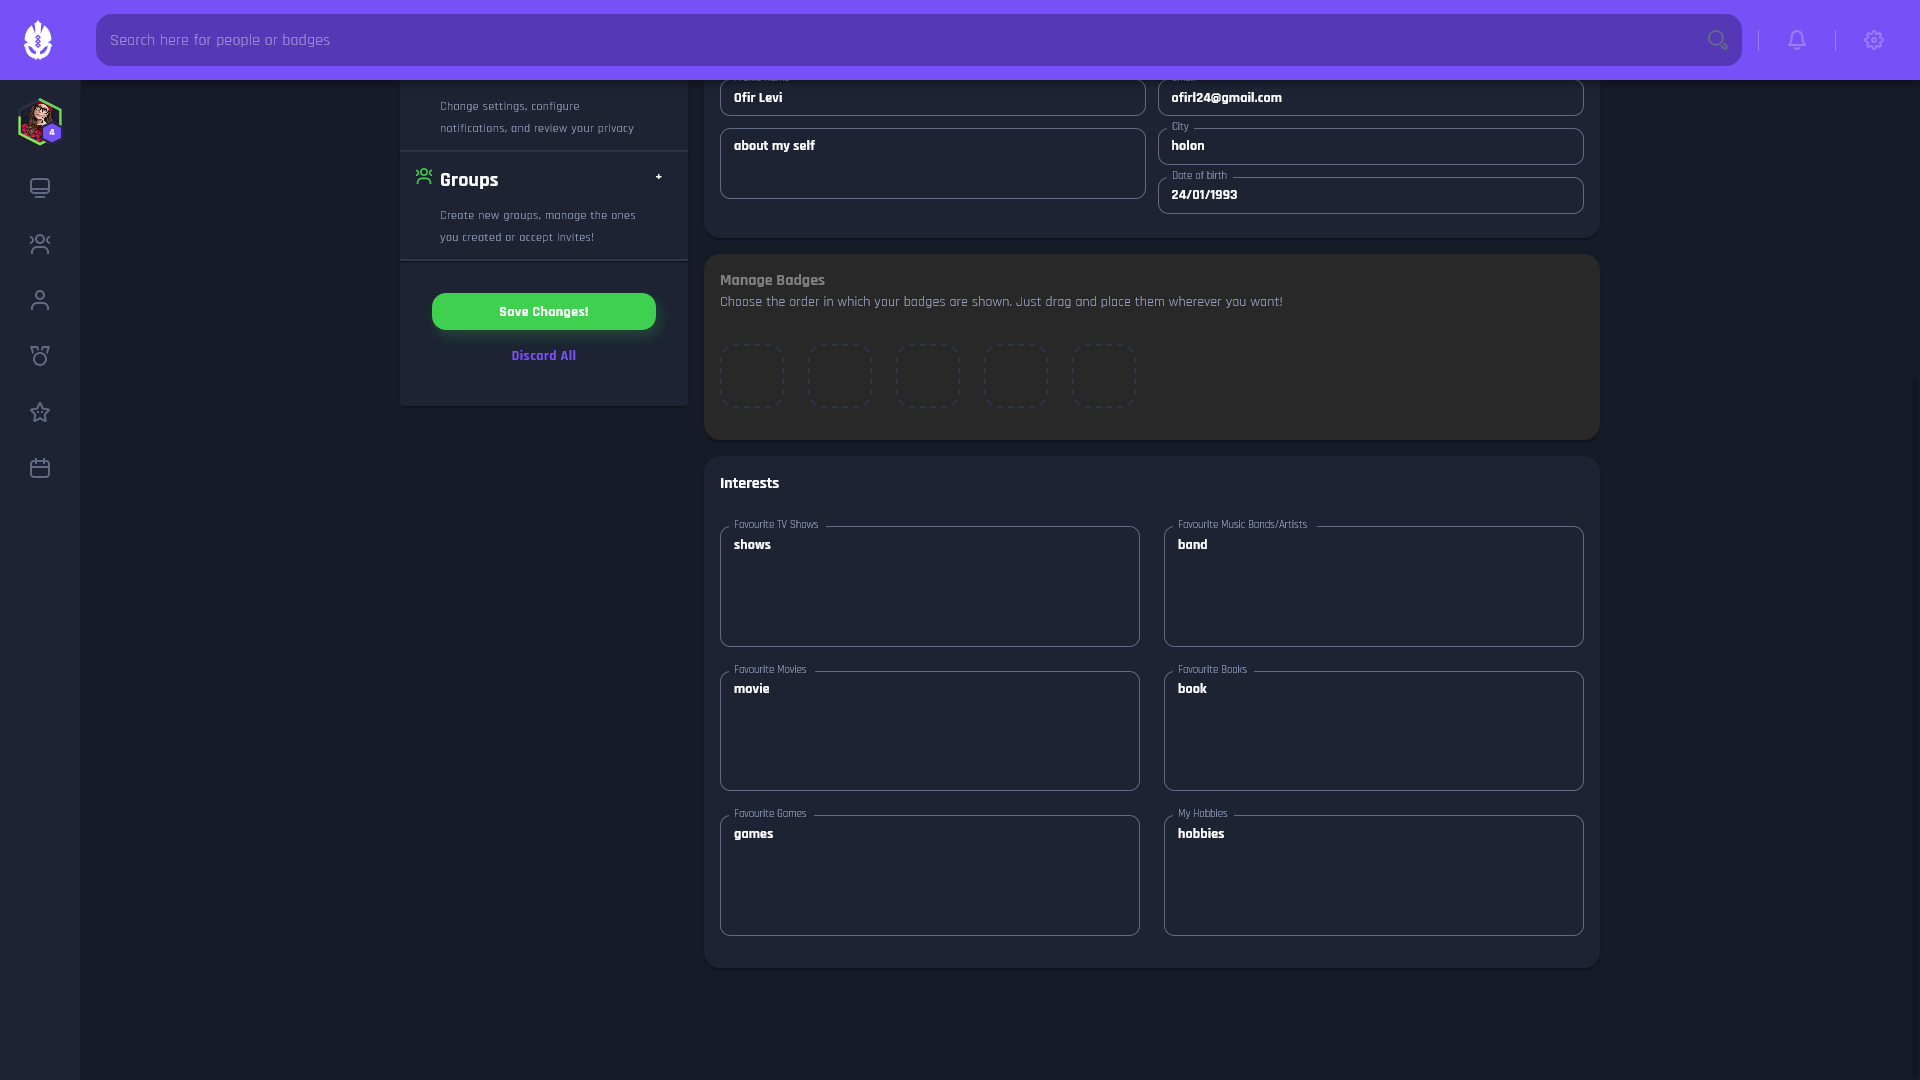 Search here for people or badges
4
Change settings, configure
notifications, and review your privacy
Groups
+
Create new groups, manage the ones
you created or accept invites!
Save Changes!
Discard All
Ofir Levi
ofirl24@gmail.com
about my self
City
holon
Date of birth
24/01/1993
Manage Badges
Choose the order in which your badges are shown. Just drag and place them wherever you want!
Interests
Favourite TV Shows
shows
Favourite Music Bands/Artists
band
Favourite Movies
movie
Favourite Books
book
Favourite Games
games
My Hobbies
hobbies